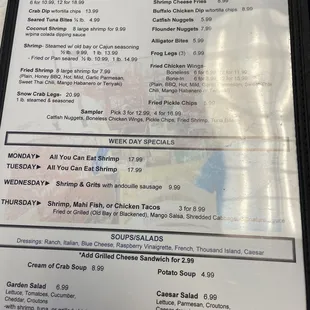 6 for 10.99, 12 for 18.99
Crab Dip w/tortilla chips 13.99
Seared Tuna Bites ½ lb. 4.99
Coconut Shrimp 8 large shrimp for 9.99
w/pina colada dipping sauce
Shrimp- Steamed w/ old bay or Cajun seasoning
½ lb. 9.99, 1 lb. 13.99
Fried or Pan seared ½ lb. 10.99, 1 lb. 14.99
Fried Shrimp 9 large shrimp for 7.99
(Plain, Honey BBQ, Hot, Mild, Garlic Parmesan,
Sweet Thai Chili, Mango Habanero or Teriyaki)
Snow Crab Legs- 20.99
1 lb. steamed & seasoned
Shrimp Cheese Fries 6.99
Buffalo Chicken Dip w/tortilla chips 8.99
Catfish Nuggets 5.99
Flounder Nuggets 7.99
Alligator Bites 5.99
Frog Legs (3)
Fried Chicken Wings
Boneless
Bone-in
(Plain, BBQ, Hot, Mild,
Chili, Mango Habanero
Fried Pickle Chips
Sampler Pick 3 for 12.99, 4 for 16.99
Catfish Nuggets, Boneless Chicken Wings, Pickle Chips, Fried Shrimp,
WEEK DAY SPECIALS
MONDAY All You Can Eat Shrimp 17.99
TUESDAY All You Can Eat Shrimp 17.99
WEDNESDAY Shrimp & Grits with andouille sausage 9.99
THURSDAY Shrimp, Mahi Fish, or Chicken Tacos 3 for 8.99
Fried or Grilled (Old Bay or Blackened), Mango Salsa, Shredded Cabbage
SOUPS/SALADS
Dressings: Ranch, Italian, Blue Cheese, Raspberry Vinaigrette, French, Thousand Island, Caesar
*Add Grilled Cheese Sandwich for 2.99
Cream of Crab Soup 8.99
Potato Soup 4.99
Garden Salad 6.99
Lettuce, Tomatoes, Cucumber,
Cheddar, Croutons
Caesar Salad 6.99
Lettuce, Parmesan, Croutons,